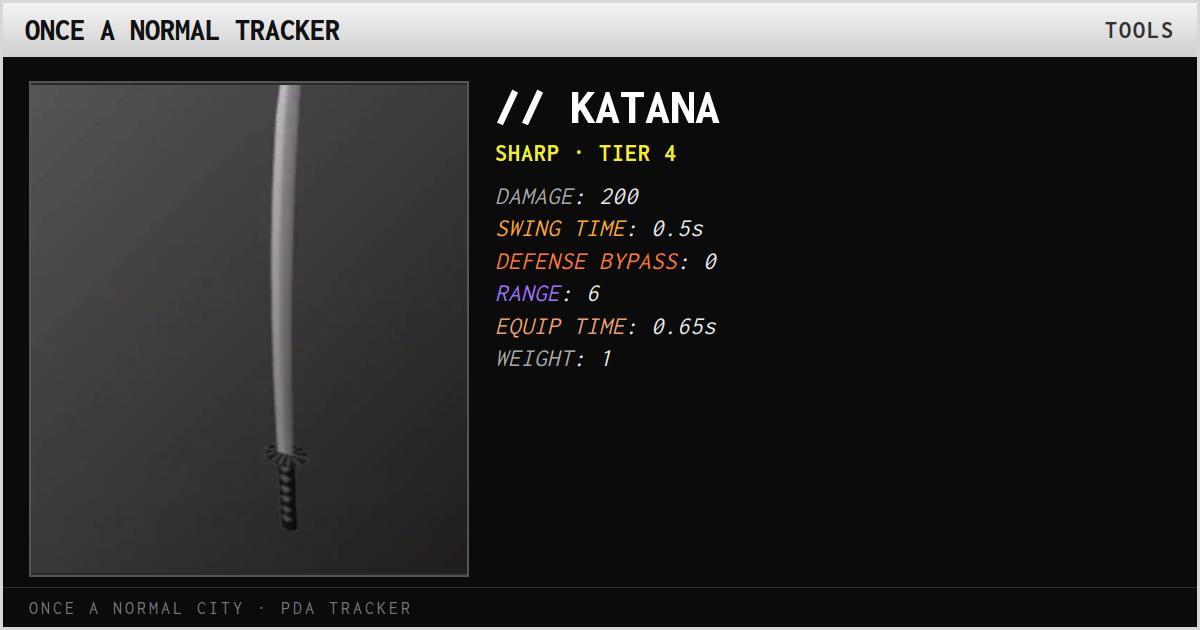 ONCE A NORMAL TRACKER
TOOLS
// KATANA
SHARP · TIER 4
DAMAGE: 200
SWING TIME: 0.5s
DEFENSE BYPASS: 0
RANGE: 6
EQUIP TIME: 0.65s
WEIGHT: 1
ONCE A NORMAL CITY · PDA TRACKER